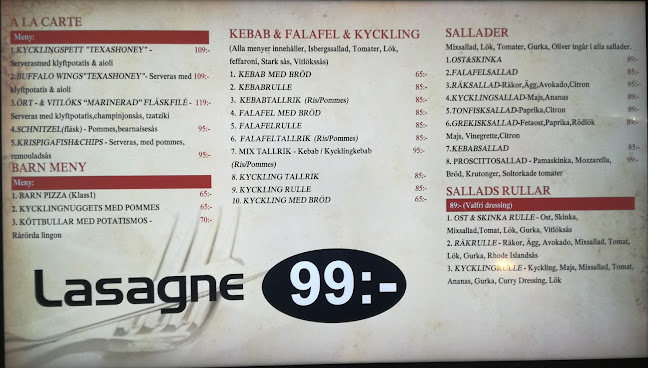 A LA CARTE
Meny:
1.KYCKLINGSPETT "TEXASHONEY" - 109:-
Serverasmed klyftpotatis & aioli
2.BUFFALO WINGS"TEXASHONEY"- Serveras med 109:-
klyftpotatis & aioli
3.ÖRT - & VITLÖKS "MARINERAD" FLÄSKFILÉ - 119:-
Serveras med klyftpotatis,champinjonsås, tzatziki
4.SCHNITZEL(fläsk) - Pommes,bearnaisesås 95:-
5.KRISPIGAFISH&CHIPS - Serveras med, pommes,
remouladsås 95:-
BARN MENY
Meny:
1. BARN PIZZA (Klass1) 65:-
2. KYCKLINGNUGGETS MED POMMES 65:-
3. KÖTTBULLAR MED POTATISMOS - 70:-
Rårörda lingon
KEBAB & FALAFEL & KYCKLING
(Alla menyer innehåller, Isbergssallad, Tomater, Lök,
feffaroni, Stark sås, Vitlökssås)
1. KEBAB MED BRÖD 65:-
2. KEBABRULLE 85:-
3. KEBABTALLRIK (Ris/Pommes) 85:-
4. FALAFEL MED BRÖD 85:-
5. FALAFELRULLE 85:-
6. FALAFELTALLRIK (Ris/Pommes) 85:-
7. MIX TALLRIK - Kebab / Kycklingkebab 95:-
(Ris/Pommes)
8. KYCKLING TALLRIK 85:-
9. KYCKLING RULLE 85:-
10. KYCKLING MED BRÖD 85:-
SALLADER
Mixsallad, Lök, Tomater, Gurka, Oliver ingår i alla sallader.
1.OST&SKINKA 89:-
2.FALAFELSALLAD 85:-
3.RÄKSALLAD-Räkor,Ägg,Avokado,Citron 95:-
4.KYCKLINGSALLAD-Majs,Ananas 89:-
5.TONFISKSALLAD-Paprika,Citron 89:-
6.GREKISKSALLAD-Fetaost,Paprika,Rödlök 89:-
Majs, Vinegrette,Citron
7.KEBABSALLAD 89:-
8. PROSCITTOSALLAD - Pamaskinka, Mozzarella, 99:-
Bröd, Krutonger, Soltorkade tomater
SALLADS RULLAR
89:- (Valfri dressing)
1. OST & SKINKA RULLE - Ost, Skinka,
Mixsallad,Tomat, Lök, Gurka, Vitlöksås
2. RÄKRULLE - Räkor, Ägg, Avokado, Mixsallad, Tomat,
Lök, Gurka, Rhode Islandsås
3. KYCKLINGRULLE - Kyckling, Majs, Mixsallad, Tomat,
Ananas, Gurka, Curry Dressing, Lök
Lasagne 99:-